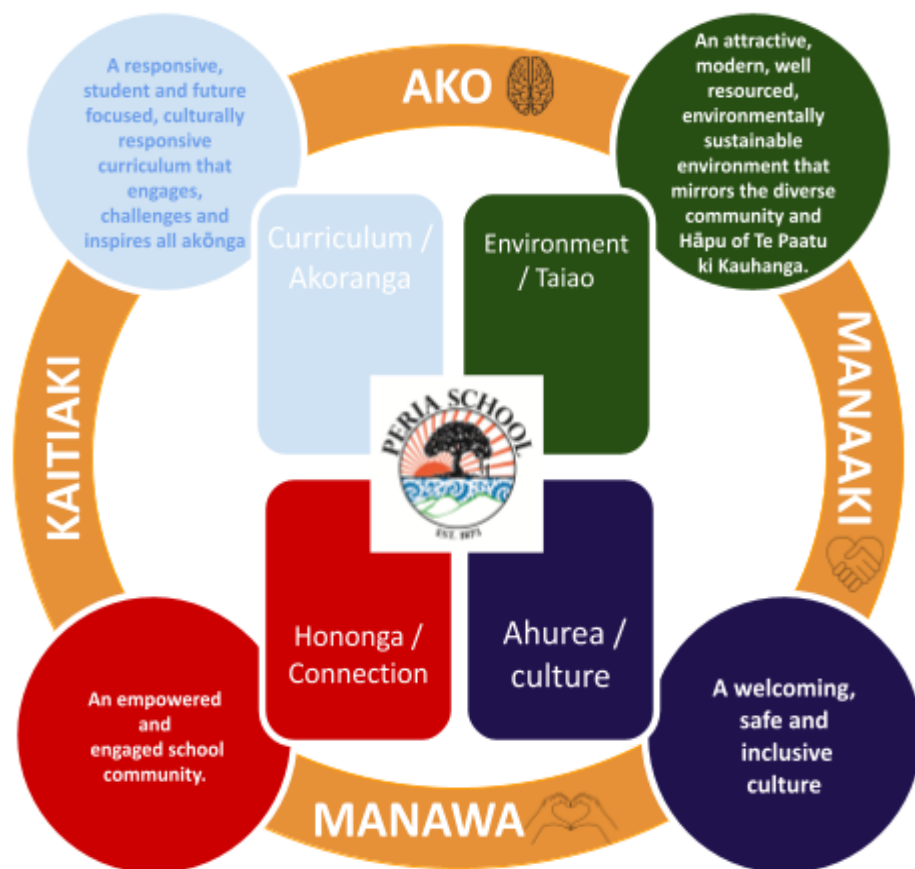 A responsive,
student and future
focused, culturally
responsive
curriculum that
engages,
challenges and
inspires all akōnga
AKO
An attractive,
modern, well
resourced,
environmentally
sustainable
environment that
mirrors the diverse
community and
Hāpu of Te Paatu
ki Kauhanga.
Curriculum /
Akoranga
Environment
/ Taiao
KAITIAKI
MANAAKI
PERIA SCHOOL
EST. 1873
Hononga /
Connection
Ahurea /
culture
An empowered
and
engaged school
community.
A welcoming,
safe and
inclusive
culture
MANAWA